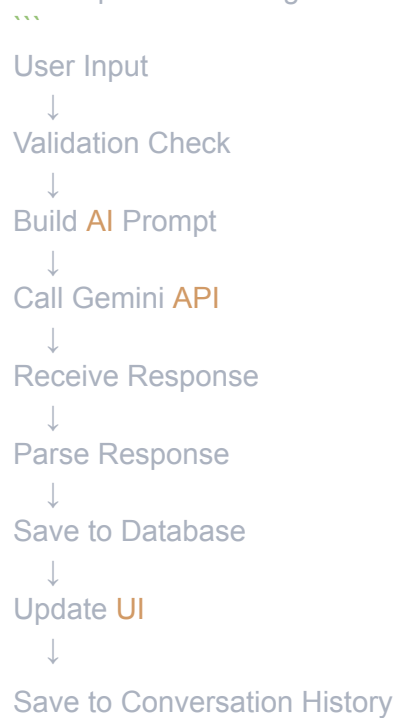 ```
User Input
↓
Validation Check
↓
Build AI Prompt
↓
Call Gemini API
↓
Receive Response
↓
Parse Response
↓
Save to Database
↓
Update UI
↓
Save to Conversation History